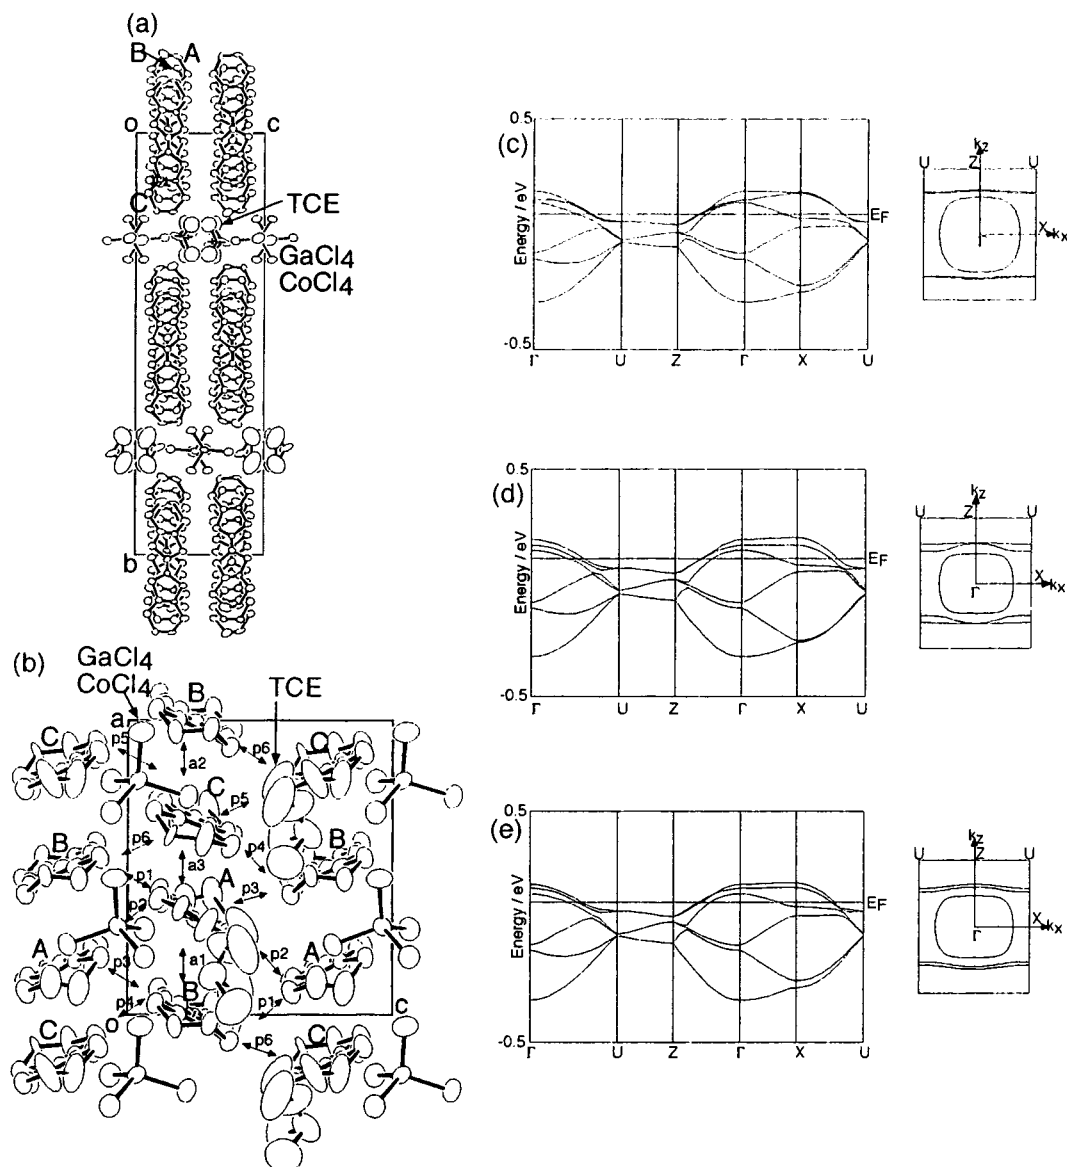 (a)
B A
o c
C
TCE
GaCl4
CoCl4
b
(b)
GaCl4
CoCl4
B
TCE
a
C
p5
p6
C
a2
C
p5
B
p6
p4
B
a3
p1
A
p3
p2
A
p3
a1
p2
A
B
p4
p1
o
c
C
p6
C
(c)
0.5
Energy / eV
EF
-0.5
Γ U Z Γ X U
kz
U Z U
X kx
(d)
0.5
Energy / eV
EF
-0.5
Γ U Z Γ X U
kz
U Z U
X kx
Γ
(e)
0.5
Energy / eV
EF
-0.5
Γ U Z Γ X U
kz
U Z U
X kx
Γ